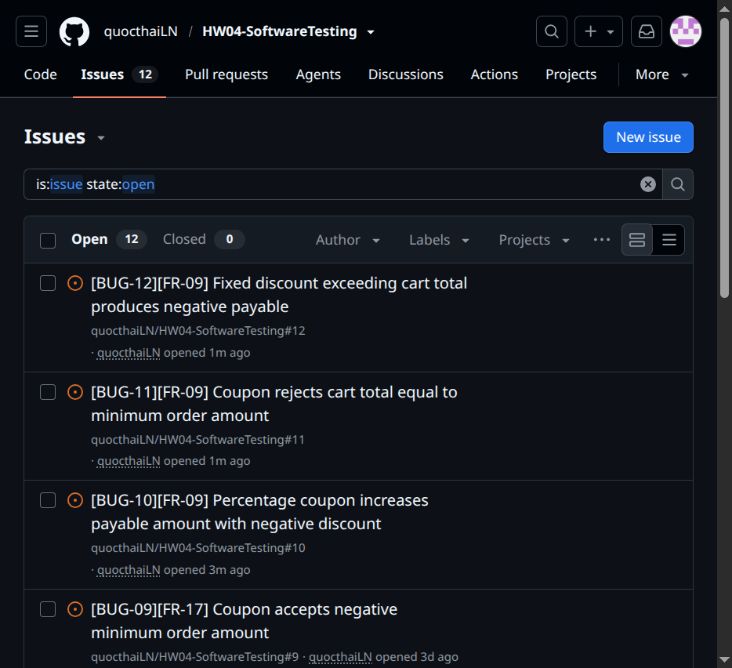 quocthaiLN / HW04-SoftwareTesting
Code Issues 12 Pull requests Agents Discussions Actions Projects More
Issues
New issue
is:issue state:open
Open 12 Closed 0 Author Labels Projects
[BUG-12][FR-09] Fixed discount exceeding cart total
produces negative payable
quocthaiLN/HW04-SoftwareTesting#12
· quocthaiLN opened 1m ago
[BUG-11][FR-09] Coupon rejects cart total equal to
minimum order amount
quocthaiLN/HW04-SoftwareTesting#11
· quocthaiLN opened 1m ago
[BUG-10][FR-09] Percentage coupon increases
payable amount with negative discount
quocthaiLN/HW04-SoftwareTesting#10
· quocthaiLN opened 3m ago
[BUG-09][FR-17] Coupon accepts negative
minimum order amount
quocthaiLN/HW04-SoftwareTesting#9 · quocthaiLN opened 3d ago